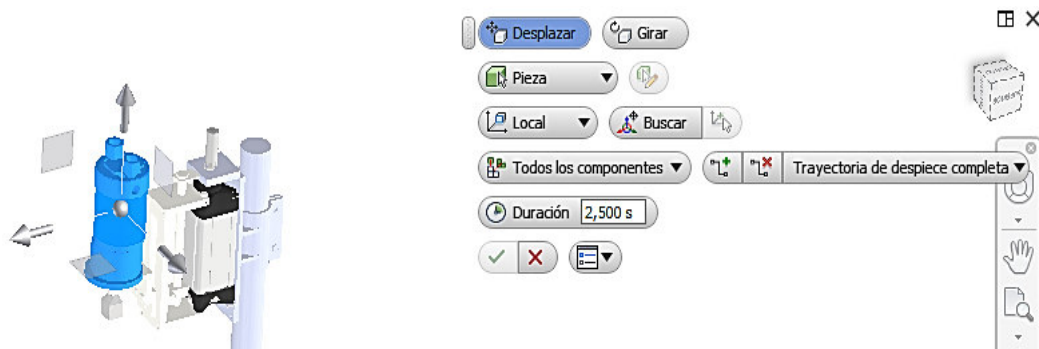 Desplazar Girar
Pieza
Local Buscar
Todos los componentes Trayectoria de despiece completa
Duración 2,500 s